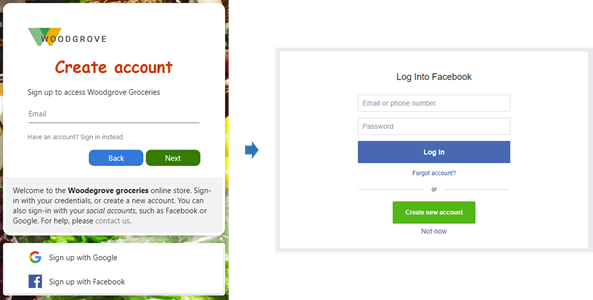 WOODGROVE
Create account
Sign up to access Woodgrove Groceries
Email
Have an account? Sign in instead
Back
Next
Welcome to the Woodegrove groceries online store. Sign-
in with your credentials, or create a new account. You can
also sign-in your social accounts, such as Facebook or
Google. For help, please contact us.
Sign up with Google
Sign up with Facebook
Log Into Facebook
Email or phone number
Password
Log In
Forgot account?
or
Create new account
Not now